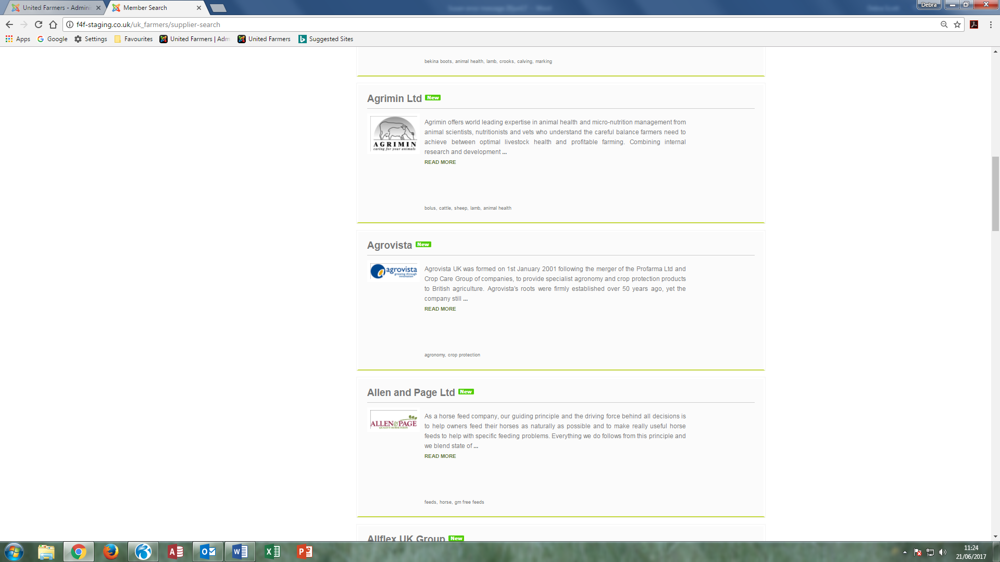 United Farmers - Admini
Member Search
Debra
f4f-staging.co.uk/uk_farmers/supplier-search
Apps
Google
Settings
Favourites
United Farmers | Adm
United Farmers
Suggested Sites
bekina boots, animal health, lamb, crooks, calving, marking
Agrimin Ltd New
AGRIMIN
caring for your animals
Agrimin offers world leading expertise in animal health and micro-nutrition management from
animal scientists, nutritionists and vets who understand the careful balance farmers need to
achieve between optimal livestock health and profitable farming. Combining internal
research and development ...
READ MORE
bolus, cattle, sheep, lamb, animal health
Agrovista New
agrovista
growing through
innovation
Agrovista UK was formed on 1st January 2001 following the merger of the Profarma Ltd and
Crop Care Group of companies, to provide specialist agronomy and crop protection products
to British agriculture. Agrovista's roots were firmly established over 50 years ago, yet the
company still ...
READ MORE
agronomy, crop protection
Allen and Page Ltd New
ALLEN & PAGE
QUALITY HORSE FEEDS
As a horse feed company, our guiding principle and the driving force behind all decisions is
to help owners feed their horses as naturally as possible and to make really useful horse
feeds to help with specific feeding problems. Everything we do follows from this principle and
we blend state of ...
READ MORE
feeds, horse, gm free feeds
Allflex UK Group New
11:24
21/06/2017